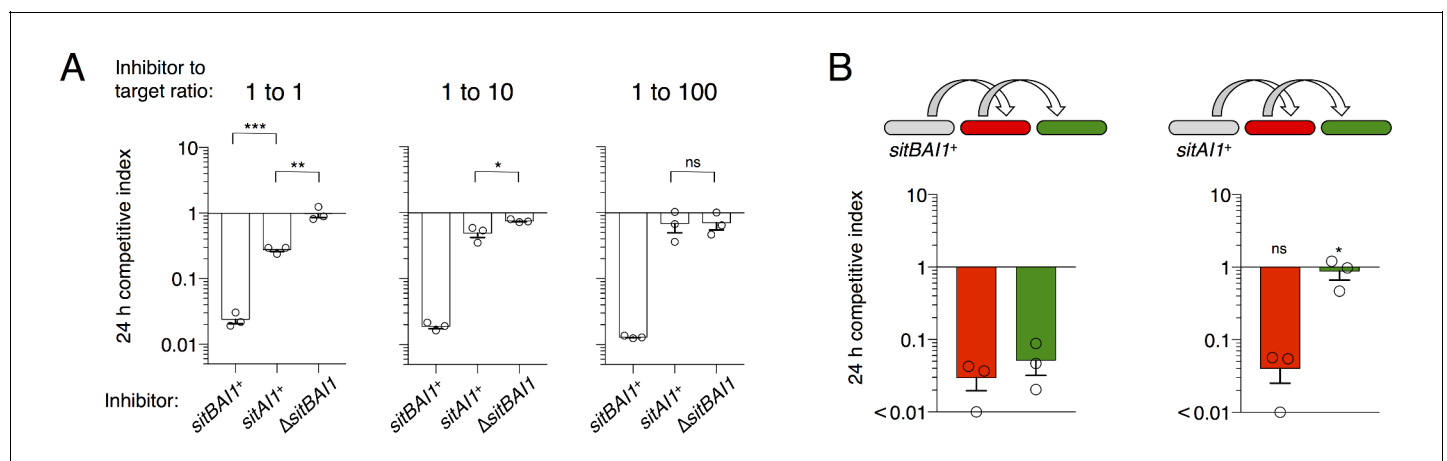 A
Inhibitor to
target ratio:
1 to 1
1 to 10
1 to 100
***
**
*
ns
24 h competitive index
10
1
0.1
0.01
Inhibitor:
sitBAI1+
sitAI1+
ΔsitBAI1
sitBAI1+
sitAI1+
ΔsitBAI1
sitBAI1+
sitAI1+
ΔsitBAI1
B
sitBAI1+
sitAI1+
24 h competitive index
10
1
0.1
<0.01
10
1
0.1
<0.01
ns
*